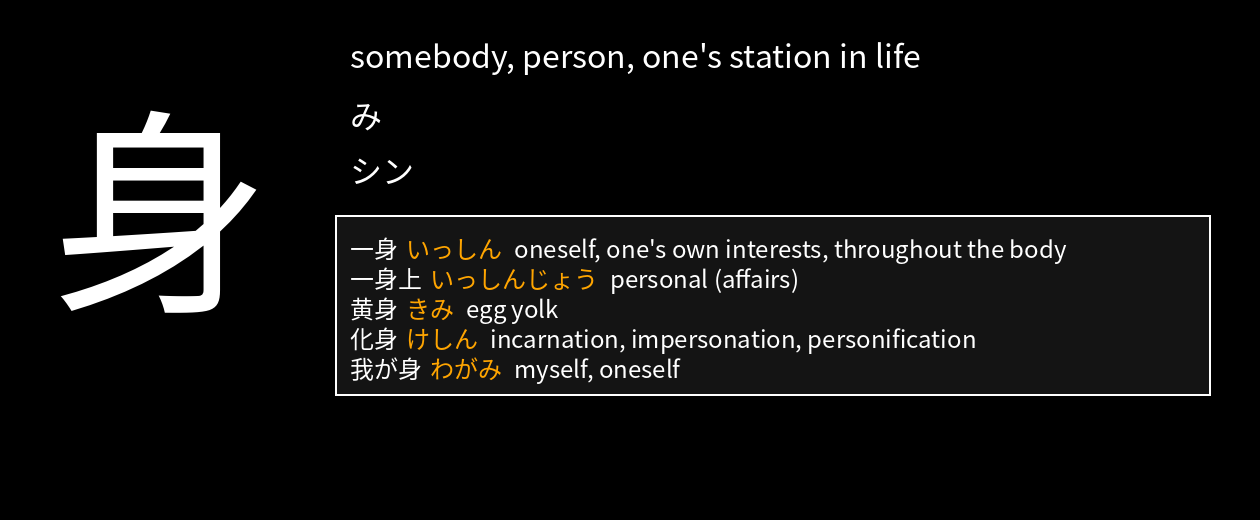 身
somebody, person, one's station in life
み
シン
一身 いっしん oneself, one's own interests, throughout the body
一身上 いっしんじょう personal (affairs)
黄身 きみ egg yolk
化身 けしん incarnation, impersonation, personification
我が身 わがみ myself, oneself